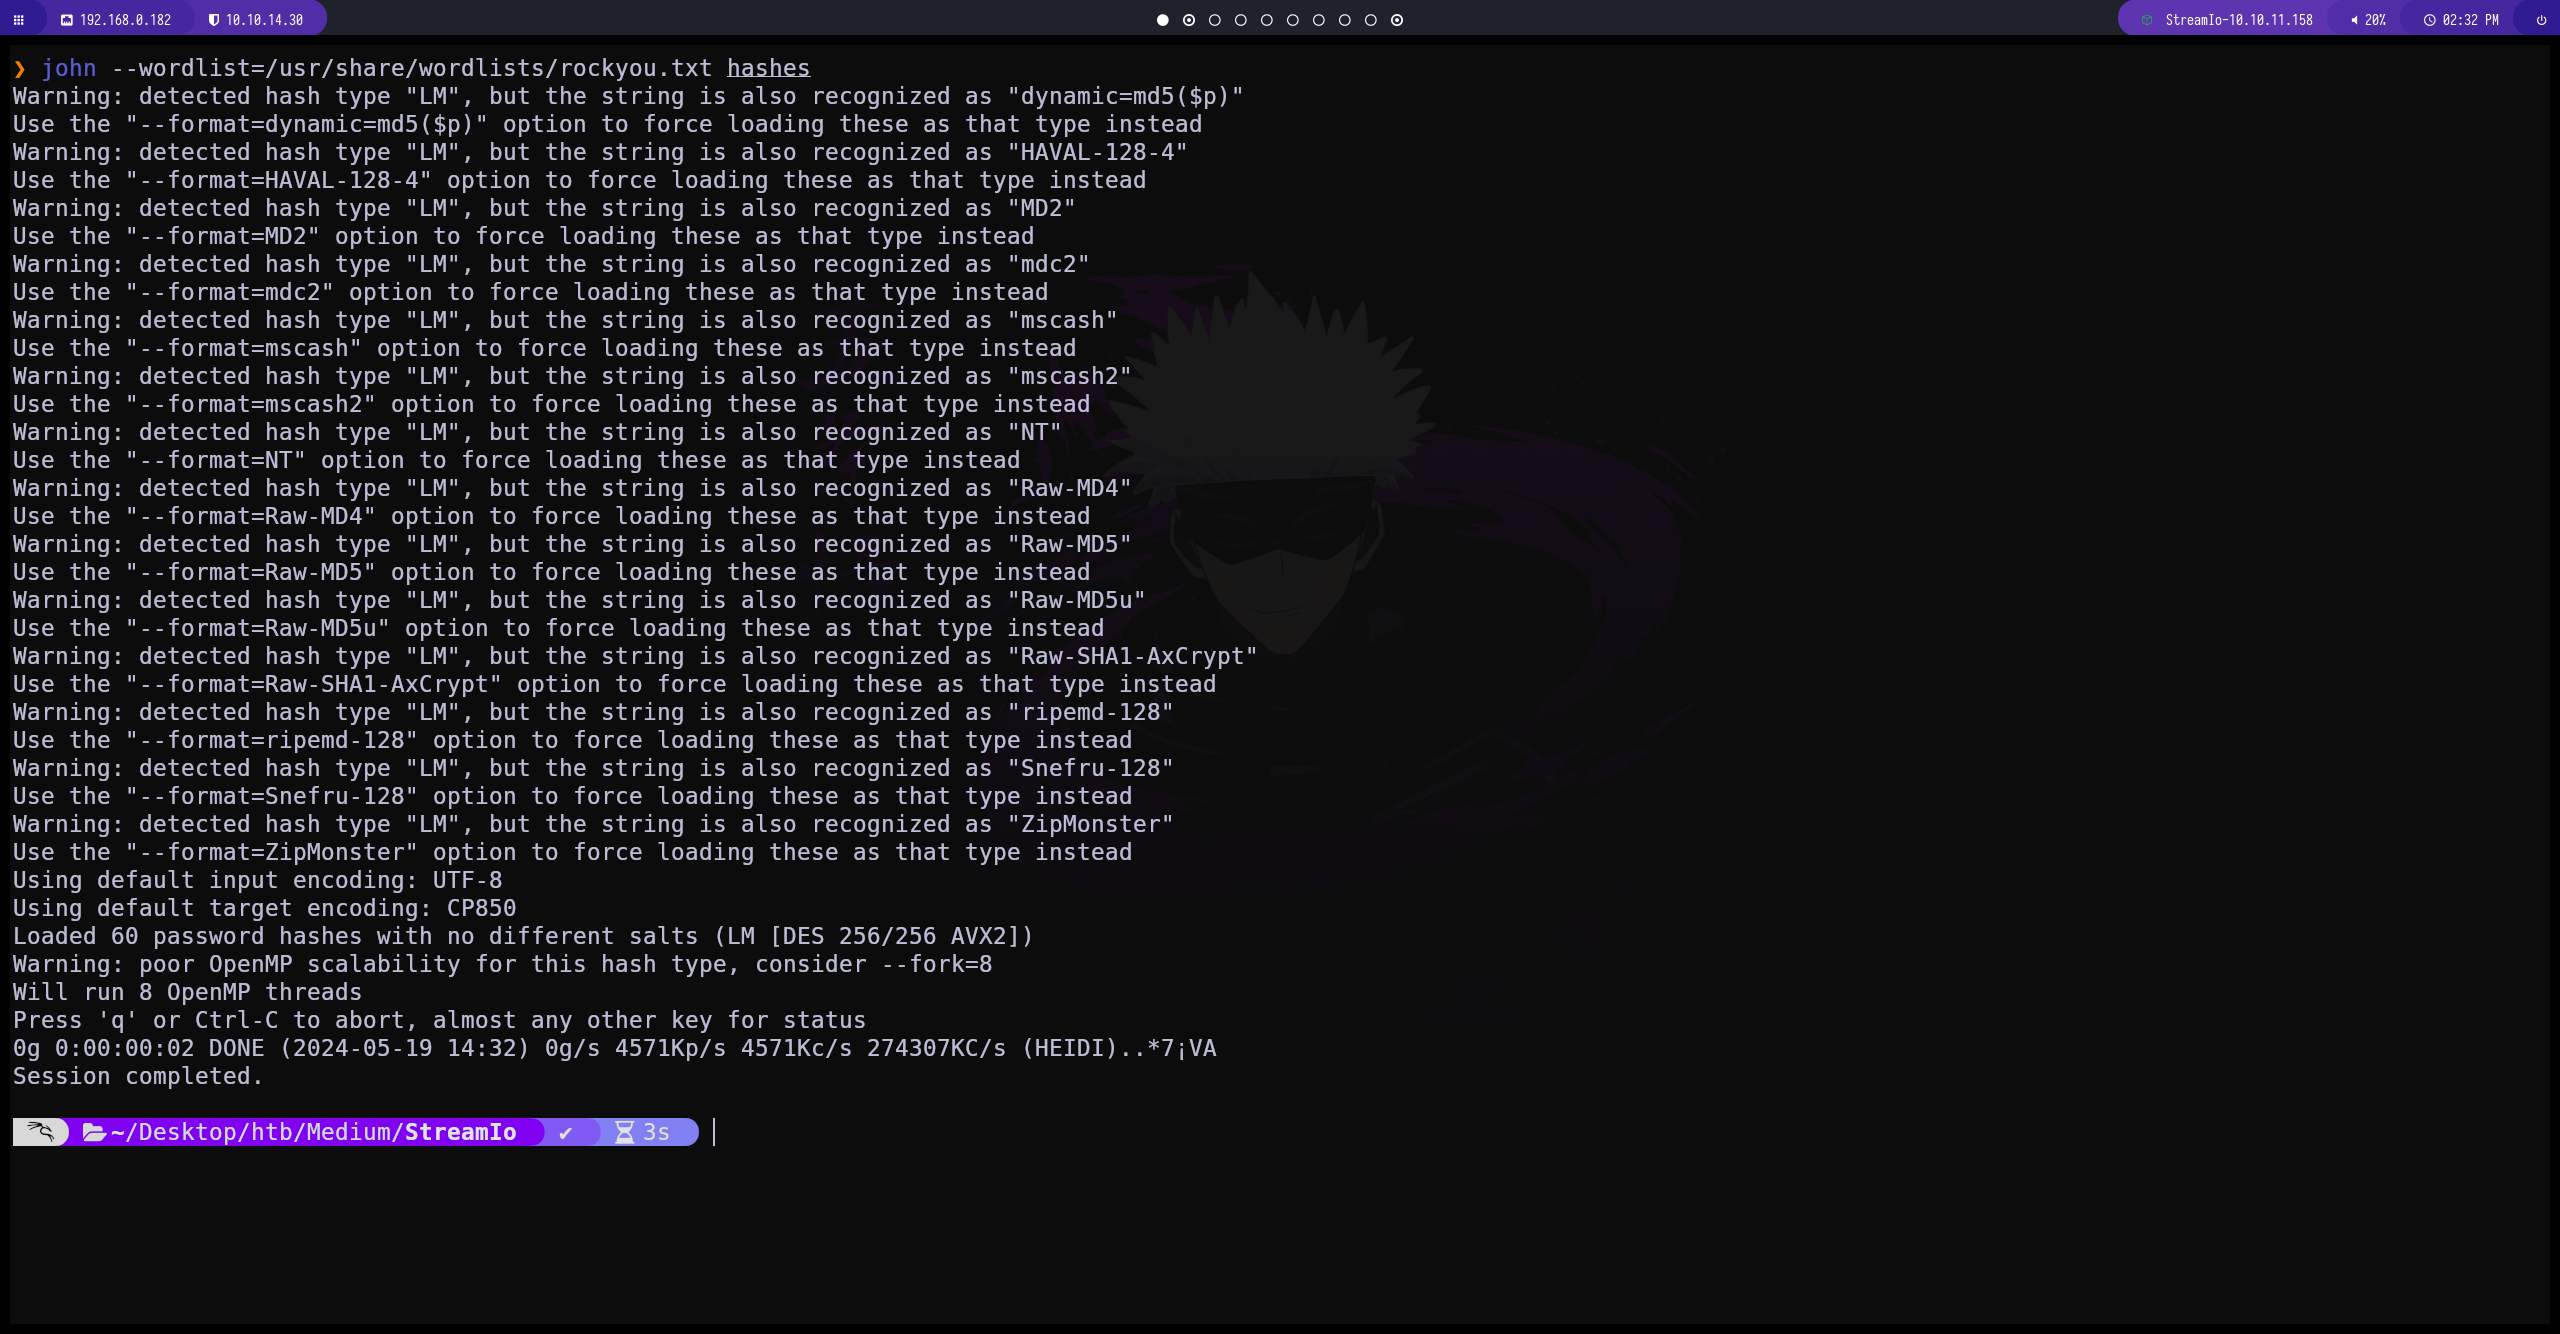 192.168.0.182 10.10.14.30 StreamIo-10.10.11.158 20% 02:32 PM
❯ john --wordlist=/usr/share/wordlists/rockyou.txt hashes
Warning: detected hash type "LM", but the string is also recognized as "dynamic=md5($p)"
Use the "--format=dynamic=md5($p)" option to force loading these as that type instead
Warning: detected hash type "LM", but the string is also recognized as "HAVAL-128-4"
Use the "--format=HAVAL-128-4" option to force loading these as that type instead
Warning: detected hash type "LM", but the string is also recognized as "MD2"
Use the "--format=MD2" option to force loading these as that type instead
Warning: detected hash type "LM", but the string is also recognized as "mdc2"
Use the "--format=mdc2" option to force loading these as that type instead
Warning: detected hash type "LM", but the string is also recognized as "mscash"
Use the "--format=mscash" option to force loading these as that type instead
Warning: detected hash type "LM", but the string is also recognized as "mscash2"
Use the "--format=mscash2" option to force loading these as that type instead
Warning: detected hash type "LM", but the string is also recognized as "NT"
Use the "--format=NT" option to force loading these as that type instead
Warning: detected hash type "LM", but the string is also recognized as "Raw-MD4"
Use the "--format=Raw-MD4" option to force loading these as that type instead
Warning: detected hash type "LM", but the string is also recognized as "Raw-MD5"
Use the "--format=Raw-MD5" option to force loading these as that type instead
Warning: detected hash type "LM", but the string is also recognized as "Raw-MD5u"
Use the "--format=Raw-MD5u" option to force loading these as that type instead
Warning: detected hash type "LM", but the string is also recognized as "Raw-SHA1-AxCrypt"
Use the "--format=Raw-SHA1-AxCrypt" option to force loading these as that type instead
Warning: detected hash type "LM", but the string is also recognized as "ripemd-128"
Use the "--format=ripemd-128" option to force loading these as that type instead
Warning: detected hash type "LM", but the string is also recognized as "Snefru-128"
Use the "--format=Snefru-128" option to force loading these as that type instead
Warning: detected hash type "LM", but the string is also recognized as "ZipMonster"
Use the "--format=ZipMonster" option to force loading these as that type instead
Using default input encoding: UTF-8
Using default target encoding: CP850
Loaded 60 password hashes with no different salts (LM [DES 256/256 AVX2])
Warning: poor OpenMP scalability for this hash type, consider --fork=8
Will run 8 OpenMP threads
Press 'q' or Ctrl-C to abort, almost any other key for status
0g 0:00:00:02 DONE (2024-05-19 14:32) 0g/s 4571Kp/s 4571Kc/s 274307KC/s (HEIDI)..*7¡VA
Session completed.
~/Desktop/htb/Medium/StreamIo ✔ 3s